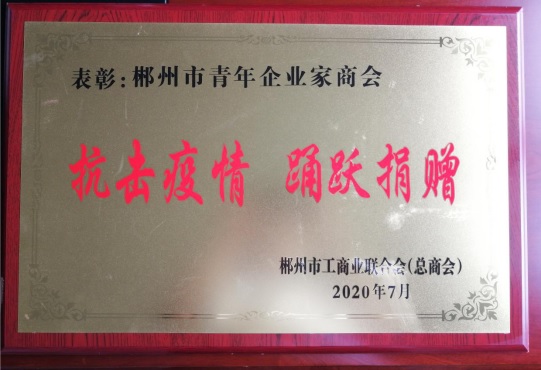 表彰：郴州市青年企业家商会
抗击疫情 踊跃捐赠
郴州市工商业联合会(总商会)
2020年7月